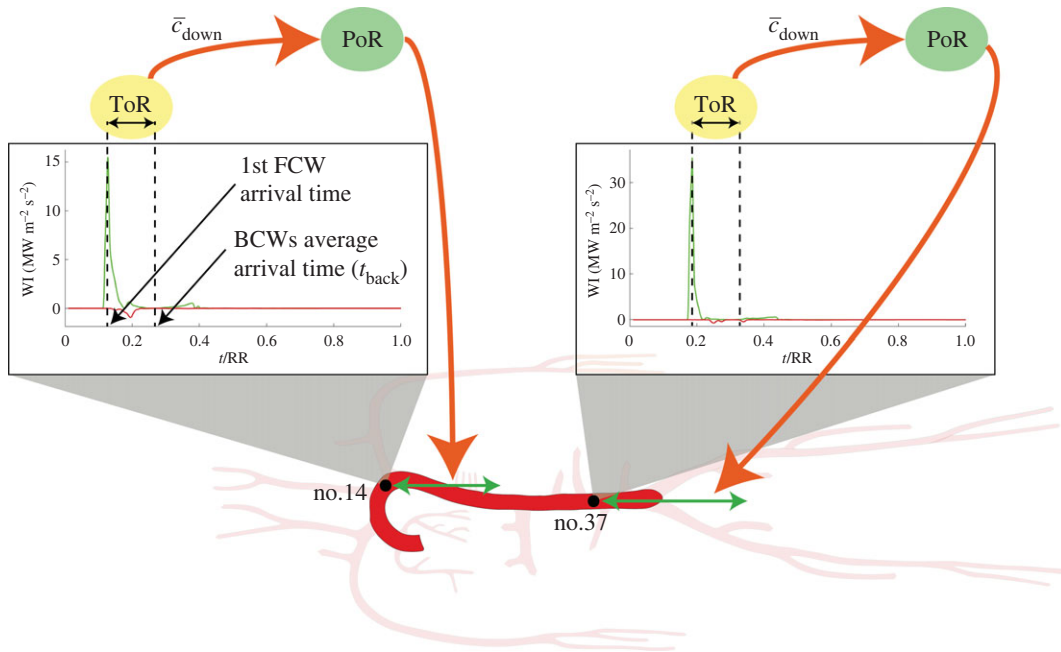 c̅down
PoR
c̅down
PoR
ToR
ToR
1st FCW
arrival time
BCWs average
arrival time (tback)
WI (MW m−2 s−2)
15
10
5
0
0
0.2
0.4
0.6
0.8
1.0
t/RR
WI (MW m−2 s−2)
30
20
10
0
0
0.2
0.4
0.6
0.8
1.0
t/RR
no.14
no.37